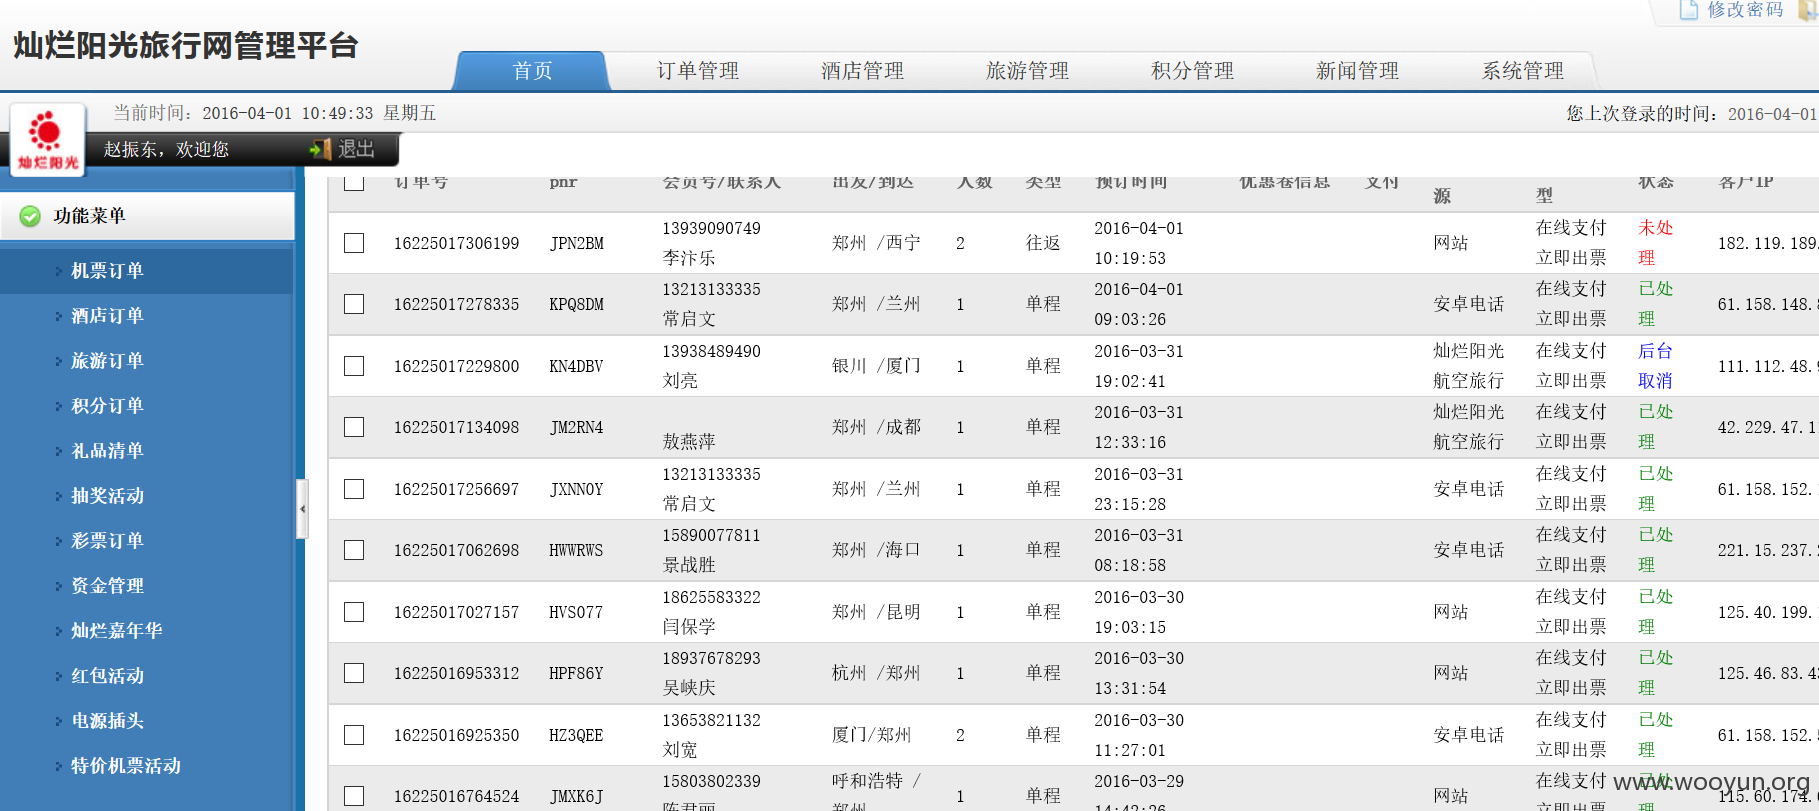 修改密码
灿烂阳光旅行网管理平台
首页 订单管理 酒店管理 旅游管理 积分管理 新闻管理 系统管理
当前时间：2016-04-01 10:49:33 星期五 您上次登录的时间：2016-04-01
灿烂阳光
赵振东，欢迎您 退出
功能菜单
机票订单
酒店订单
旅游订单
积分订单
礼品清单
抽奖活动
彩票订单
资金管理
灿烂嘉年华
红包活动
电源插头
特价机票活动
订单号 pnr 会员号/联系人 出发/到达 人数 类型 预订时间 优惠卷信息 支付 源 型 状态 客户IP
13939090749 2016-04-01 在线支付 未处
16225017306199 JPN2BM 郑州 /西宁 2 往返 网站 182.119.189.
李汴乐 10:19:53 立即出票 理
13213133335 2016-04-01 在线支付 已处
16225017278335 KPQ8DM 郑州 /兰州 1 单程 安卓电话 61.158.148.
常启文 09:03:26 立即出票 理
13938489490 2016-03-31 灿烂阳光 在线支付 后台
16225017229800 KN4DBV 银川 /厦门 1 单程 111.112.48.
刘亮 19:02:41 航空旅行 立即出票 取消
2016-03-31 灿烂阳光 在线支付 已处
16225017134098 JM2RN4 郑州 /成都 1 单程 42.229.47.1
敖燕萍 12:33:16 航空旅行 立即出票 理
13213133335 2016-03-31 在线支付 已处
16225017256697 JXNN0Y 郑州 /兰州 1 单程 安卓电话 61.158.152.
常启文 23:15:28 立即出票 理
15890077811 2016-03-31 在线支付 已处
16225017062698 HWWRWS 郑州 /海口 1 单程 安卓电话 221.15.237.
景战胜 08:18:58 立即出票 理
18625583322 2016-03-30 在线支付 已处
16225017027157 HVS077 郑州 /昆明 1 单程 网站 125.40.199.
闫保学 19:03:15 立即出票 理
18937678293 2016-03-30 在线支付 已处
16225016953312 HPF86Y 杭州 /郑州 1 单程 网站 125.46.83.4
吴峡庆 13:31:54 立即出票 理
13653821132 2016-03-30 在线支付 已处
16225016925350 HZ3QEE 厦门/郑州 2 单程 安卓电话 61.158.152.
刘宽 11:27:01 立即出票 理
15803802339 呼和浩特 / 2016-03-29 在线支付 已处
16225016764524 JMXK6J 1 单程 网站 115.60.174.
www.wooyun.org